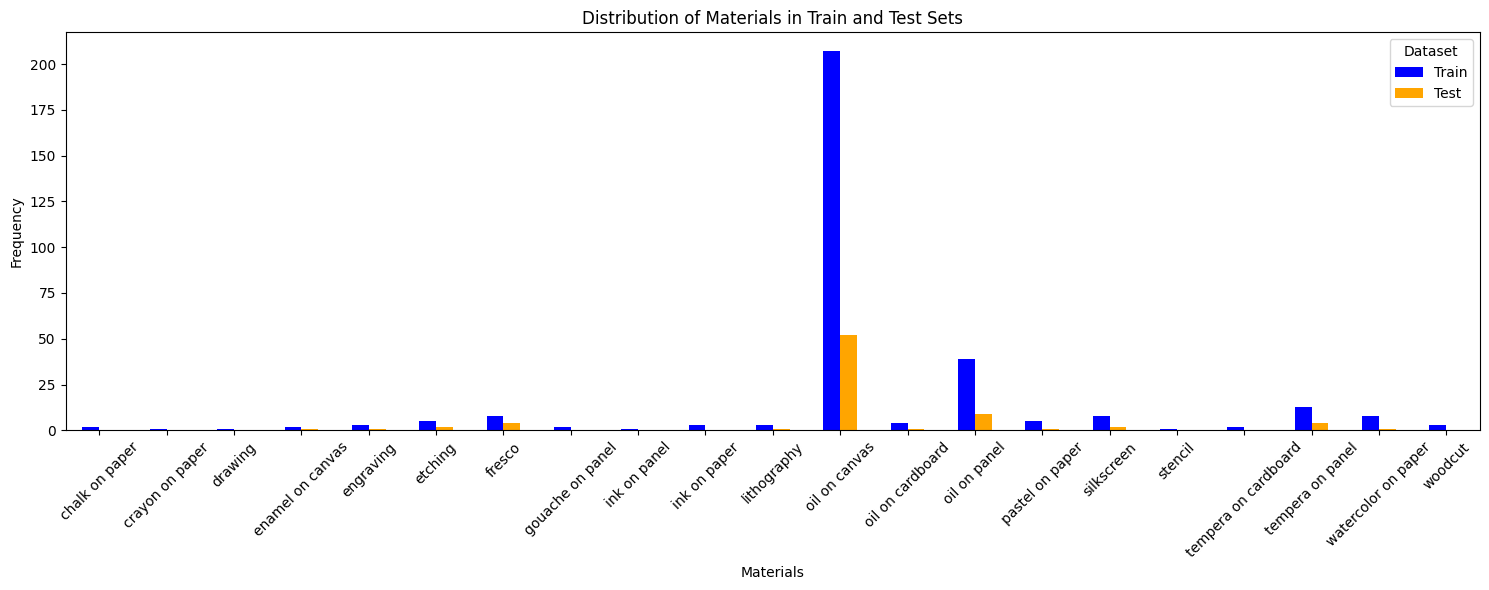 Distribution of Materials in Train and Test Sets
Dataset
Train
Test
Frequency
200
175
150
125
100
75
50
25
0
chalk on paper
crayon on paper
drawing
enamel on canvas
engraving
etching
fresco
gouache on panel
ink on panel
ink on paper
lithography
oil on canvas
oil on cardboard
oil on panel
pastel on paper
silkscreen
stencil
tempera on cardboard
tempera on panel
watercolor on paper
woodcut
Materials